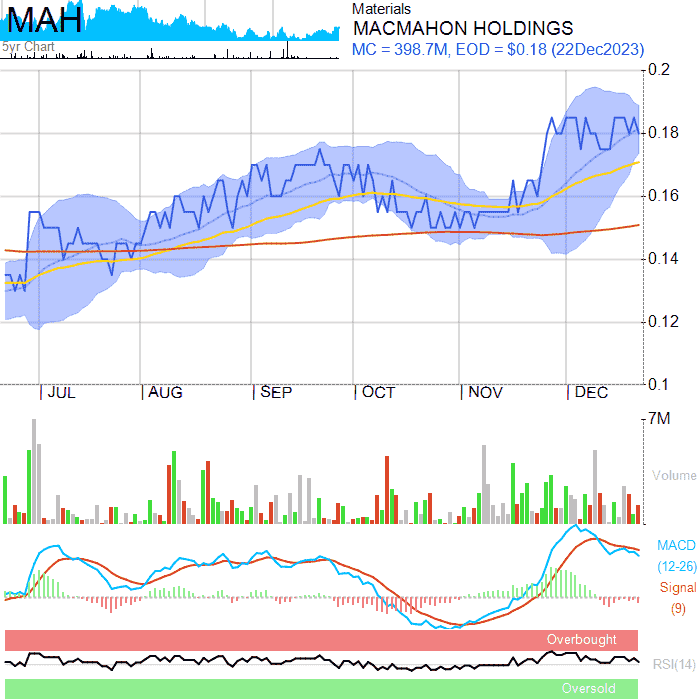 MAH
5yr Chart
Materials
MACMAHON HOLDINGS
MC = 398.7M, EOD = $0.18 (22Dec2023)
0.2
0.18
0.16
0.14
0.12
0.1
JUL AUG SEP OCT NOV DEC
7M
Volume
MACD
(12-26)
Signal
(9)
Overbought
RSI(14)
Oversold